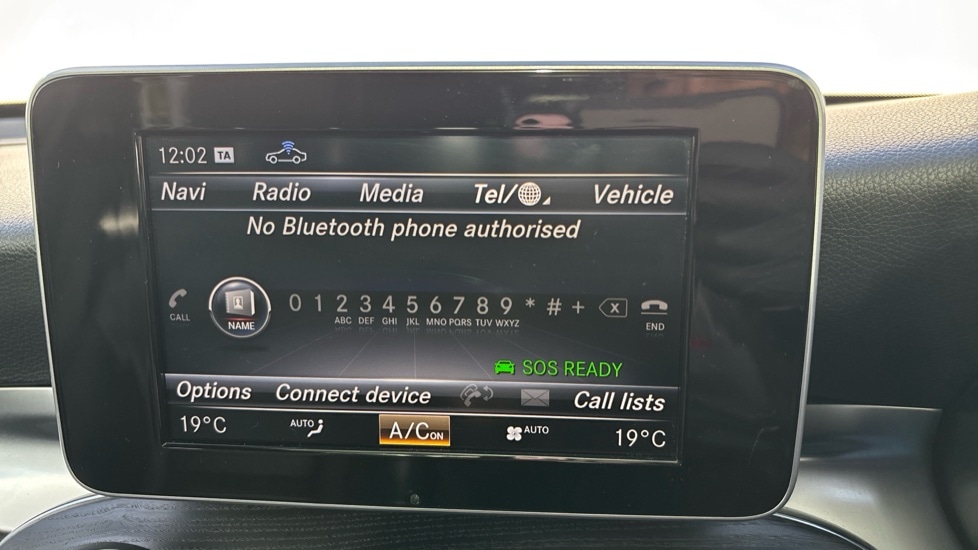 12:02 TA
Navi Radio Media Tel/ Vehicle
No Bluetooth phone authorised
0 1 2 3 4 5 6 7 8 9 * # + X
CALL NAME ABC DEF GHI JKL MNO PQRS TUV WXYZ END
SOS READY
Options Connect device Call lists
19°C AUTO A/C ON AUTO 19°C